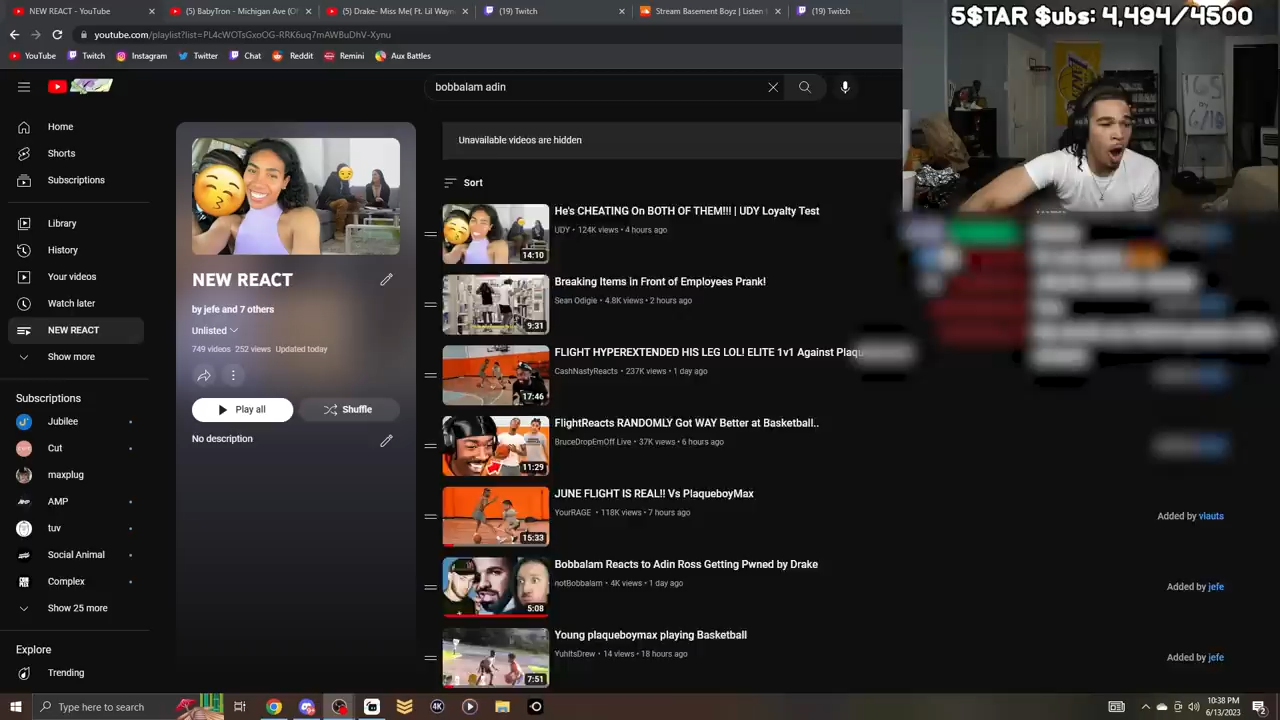 NEW REACT - YouTube
(5) BabyTron - Michigan Ave (Of
(5) Drake- Miss Me( Ft. Lil Wayne
(19) Twitch
Stream Basement Boyz | Listen
(19) Twitch
5$TAR $ubs: 4,494/4500
youtube.com/playlist?list=PL4cWOTsGxoOG-RRK6uq7mAWBuDhV-Xynu
YouTube
Twitch
Instagram
Twitter
Chat
Reddit
Remini
Aux Battles
bobbalam adin
Home
Shorts
Subscriptions
Library
History
Your videos
Watch later
NEW REACT
Show more
Subscriptions
Jubilee
Cut
maxplug
AMP
tuv
Social Animal
Complex
Show 25 more
Explore
Trending
NEW REACT
by jefe and 7 others
Unlisted
749 videos 252 views Updated today
Play all
Shuffle
No description
Unavailable videos are hidden
Sort
14:10
He's CHEATING On BOTH OF THEM!!! | UDY Loyalty Test
UDY • 124K views • 4 hours ago
9:31
Breaking Items in Front of Employees Prank!
Sean Odigie • 4.8K views • 2 hours ago
17:46
FLIGHT HYPEREXTENDED HIS LEG LOL! ELITE 1v1 Against Plaqu
CashNastyReacts • 237K views • 1 day ago
11:29
FlightReacts RANDOMLY Got WAY Better at Basketball..
BruceDropEmOff Live • 37K views • 6 hours ago
15:33
JUNE FLIGHT IS REAL!! Vs PlaqueboyMax
YourRAGE • 118K views • 7 hours ago
Added by vlauts
5:08
Bobbalam Reacts to Adin Ross Getting Pwned by Drake
notBobbalam • 4K views • 1 day ago
Added by jefe
7:51
Young plaqueboymax playing Basketball
YuhItsDrew • 14 views • 18 hours ago
Added by jefe
Type here to search
10:38 PM
6/13/2023